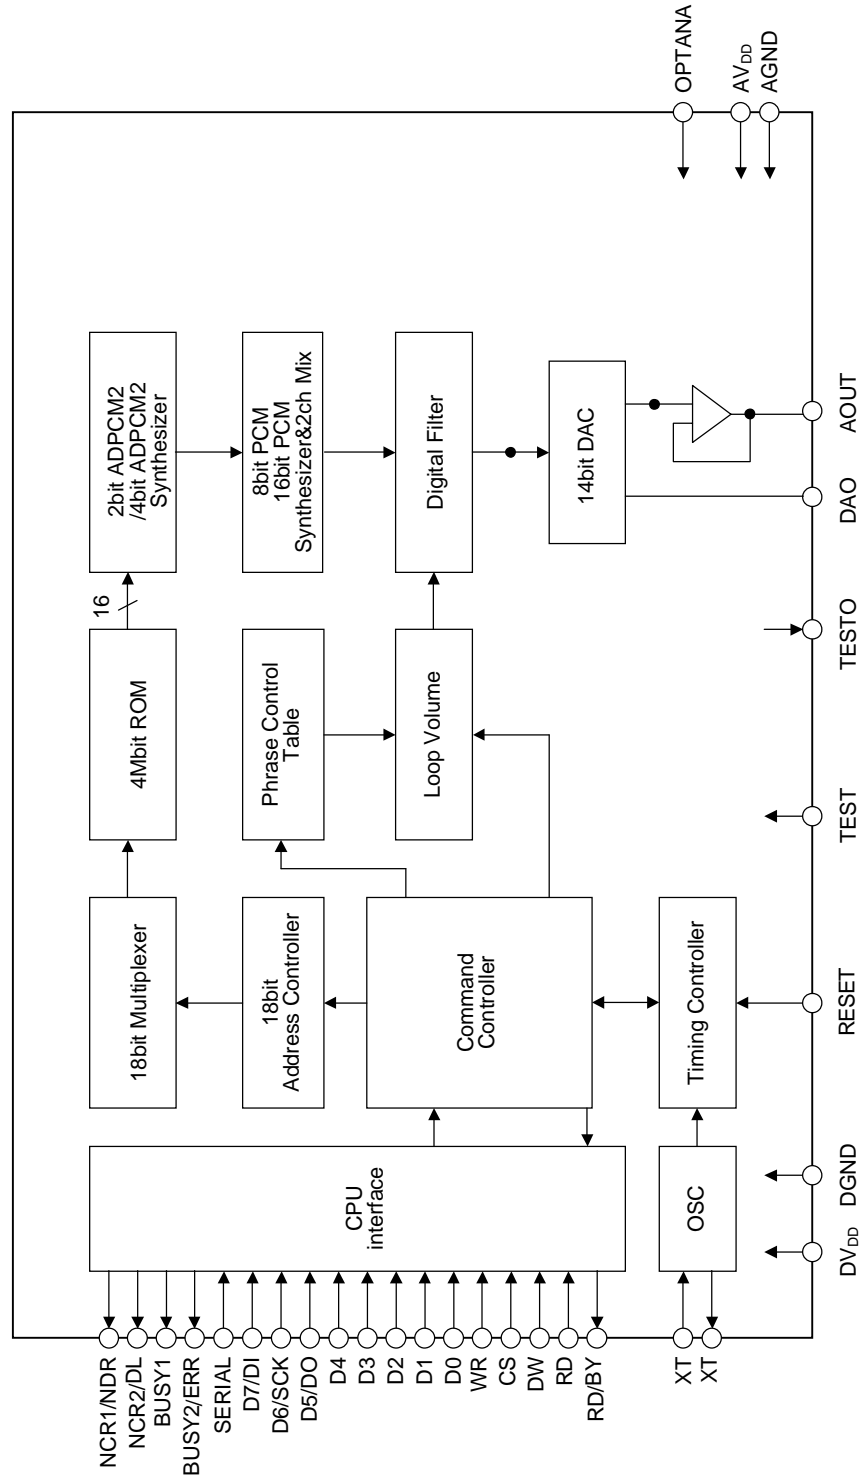 NCR1/NDR
NCR2/DL
BUSY1
BUSY2/ERR
SERIAL
D7/DI
D6/SCK
D5/DO
D4
D3
D2
D1
D0
WR
CS
DW
RD
RD/BY
XT
XT
CPU
interface
OSC
18bit Multiplexer
18bit
Address Controller
Command
Controller
Timing Controller
4Mbit ROM
Phrase Control
Table
Loop Volume
16
2bit ADPCM2
/4bit ADPCM2
Synthesizer
8bit PCM
16bit PCM
Synthesizer&2ch Mix
Digital Filter
14bit DAC
DVDD
DGND
RESET
TEST
TESTO
DAO
AOUT
OPTANA
AVDD
AGND